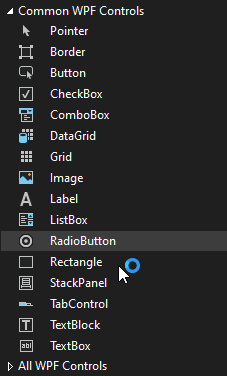 Common WPF Controls
Pointer
Border
Button
CheckBox
ComboBox
DataGrid
Grid
Image
A Label
ListBox
RadioButton
Rectangle
StackPanel
TabControl
TextBlock
abl TextBox
All WPF Controls